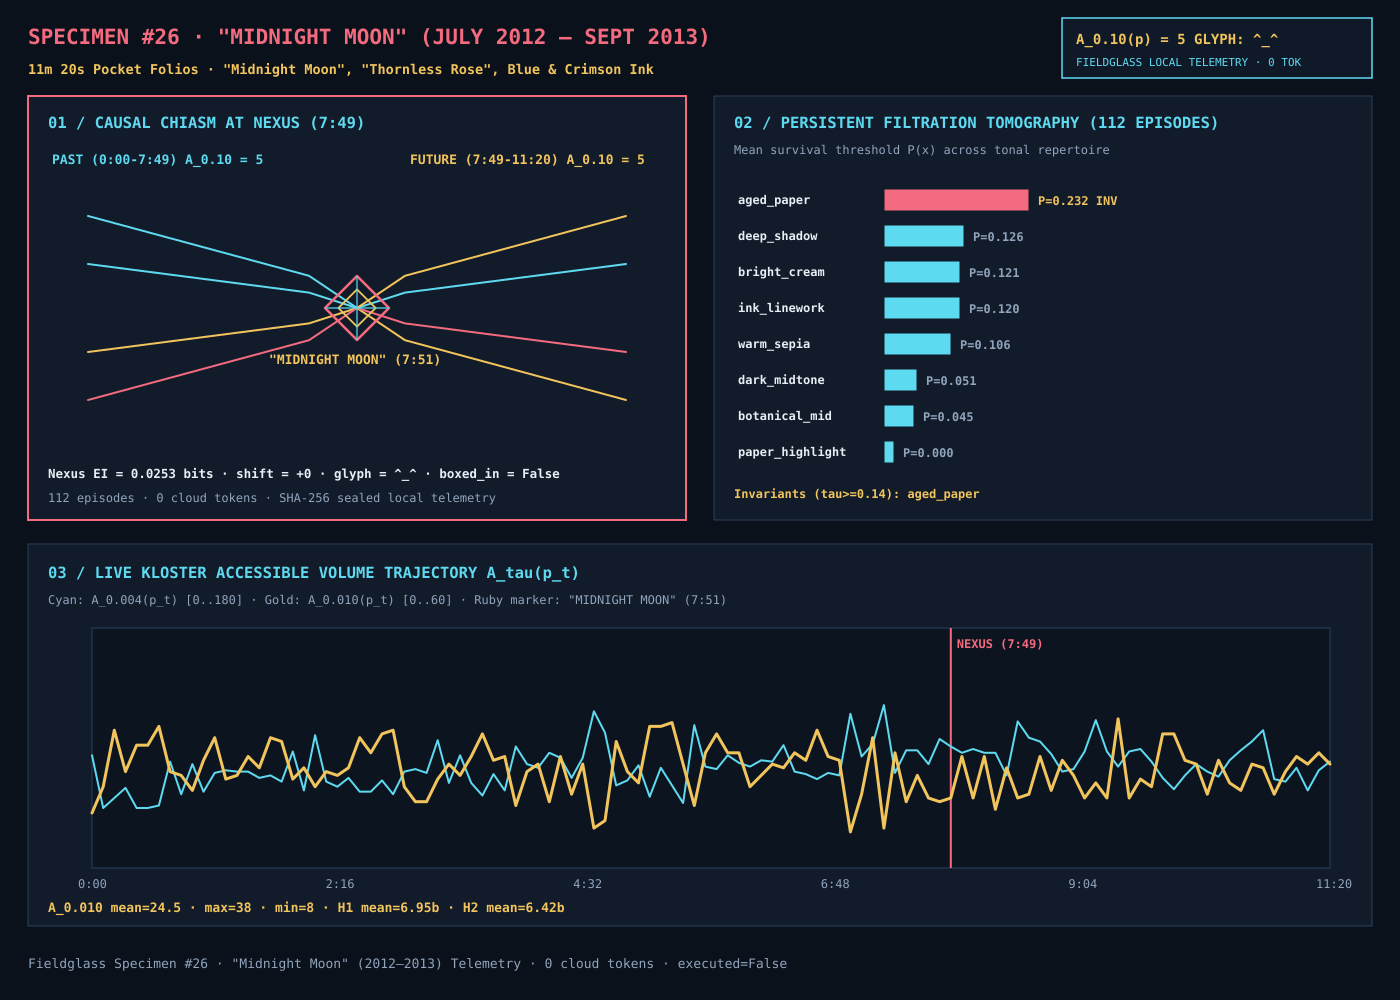 SPECIMEN #26 · "MIDNIGHT MOON" (JULY 2012 — SEPT 2013)
11m 20s Pocket Folios · "Midnight Moon", "Thornless Rose", Blue & Crimson Ink
A_0.10(p) = 5 GLYPH: ^_^
FIELDGLASS LOCAL TELEMETRY · 0 TOK
01 / CAUSAL CHIASM AT NEXUS (7:49)
PAST (0:00-7:49) A_0.10 = 5
FUTURE (7:49-11:20) A_0.10 = 5
"MIDNIGHT MOON" (7:51)
Nexus EI = 0.0253 bits · shift = +0 · glyph = ^_^ · boxed_in = False
112 episodes · 0 cloud tokens · SHA-256 sealed local telemetry
02 / PERSISTENT FILTRATION TOMOGRAPHY (112 EPISODES)
Mean survival threshold P(x) across tonal repertoire
aged_paper P=0.232 INV
deep_shadow P=0.126
bright_cream P=0.121
ink_linework P=0.120
warm_sepia P=0.106
dark_midtone P=0.051
botanical_mid P=0.045
paper_highlight P=0.000
Invariants (tau>=0.14): aged_paper
03 / LIVE KLOSTER ACCESSIBLE VOLUME TRAJECTORY A_tau(p_t)
Cyan: A_0.004(p_t) [0..180] · Gold: A_0.010(p_t) [0..60] · Ruby marker: "MIDNIGHT MOON" (7:51)
NEXUS (7:49)
0:00 2:16 4:32 6:48 9:04 11:20
A_0.010 mean=24.5 · max=38 · min=8 · H1 mean=6.95b · H2 mean=6.42b
Fieldglass Specimen #26 · "Midnight Moon" (2012–2013) Telemetry · 0 cloud tokens · executed=False